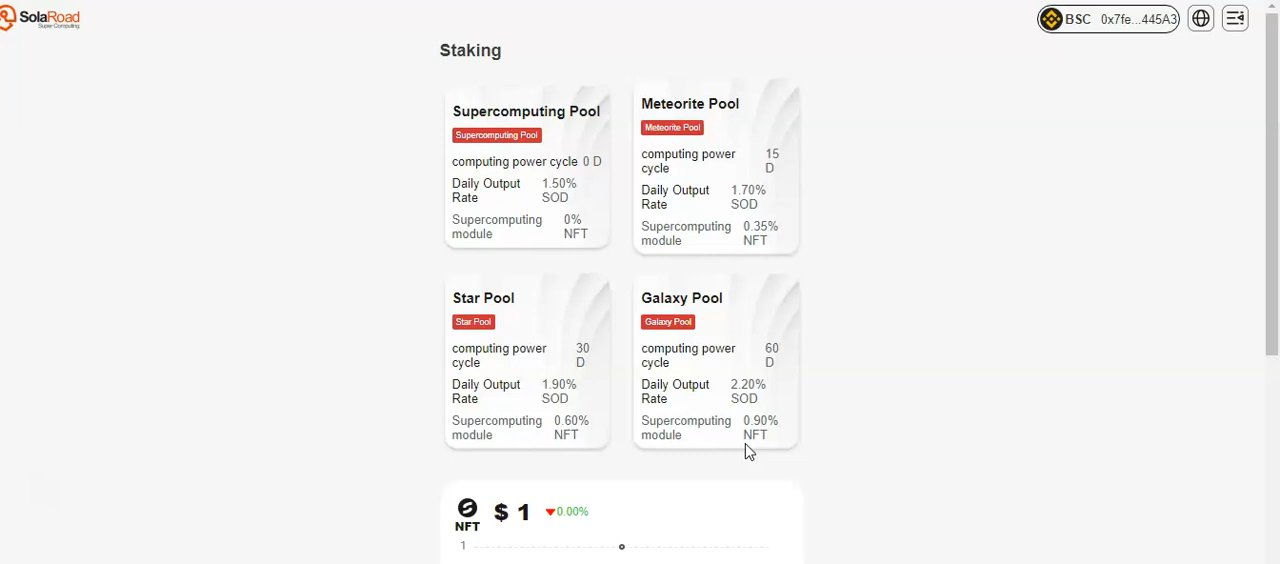 SolaRoad
Super Computing
BSC 0x7fe...445A3
Staking
Supercomputing Pool
Supercomputing Pool
computing power cycle 0 D
Daily Output Rate 1.50% SOD
Supercomputing module 0% NFT
Meteorite Pool
Meteorite Pool
computing power cycle 15 D
Daily Output Rate 1.70% SOD
Supercomputing module 0.35% NFT
Star Pool
Star Pool
computing power cycle 30 D
Daily Output Rate 1.90% SOD
Supercomputing module 0.60% NFT
Galaxy Pool
Galaxy Pool
computing power cycle 60 D
Daily Output Rate 2.20% SOD
Supercomputing module 0.90% NFT
NFT
$ 1 0.00%
1